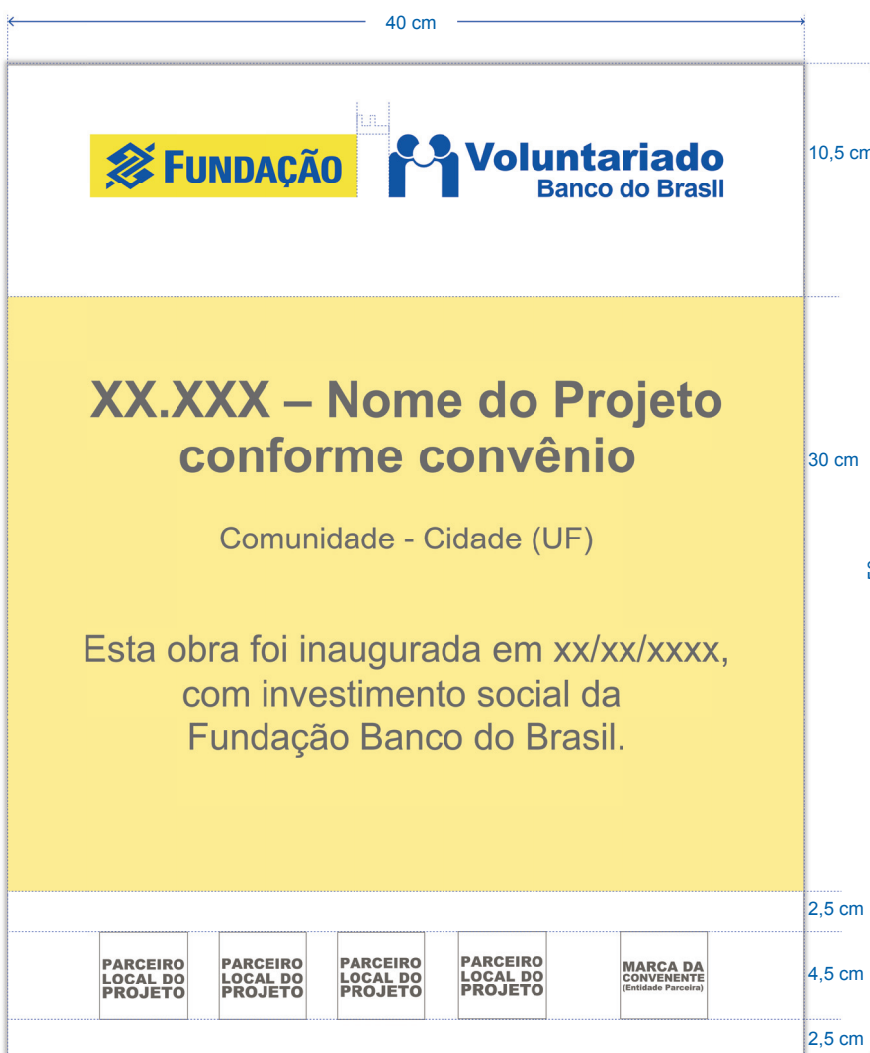 40 cm
FUNDAÇÃO
Voluntariado
Banco do Brasil
10,5 cm
XX.XXX – Nome do Projeto
conforme convênio
30 cm
Comunidade - Cidade (UF)
Esta obra foi inaugurada em xx/xx/xxxx,
com investimento social da
Fundação Banco do Brasil.
2,5 cm
PARCEIRO
LOCAL DO
PROJETO
PARCEIRO
LOCAL DO
PROJETO
PARCEIRO
LOCAL DO
PROJETO
PARCEIRO
LOCAL DO
PROJETO
MARCA DA
CONVENENTE
(Entidade Parceira)
4,5 cm
2,5 cm